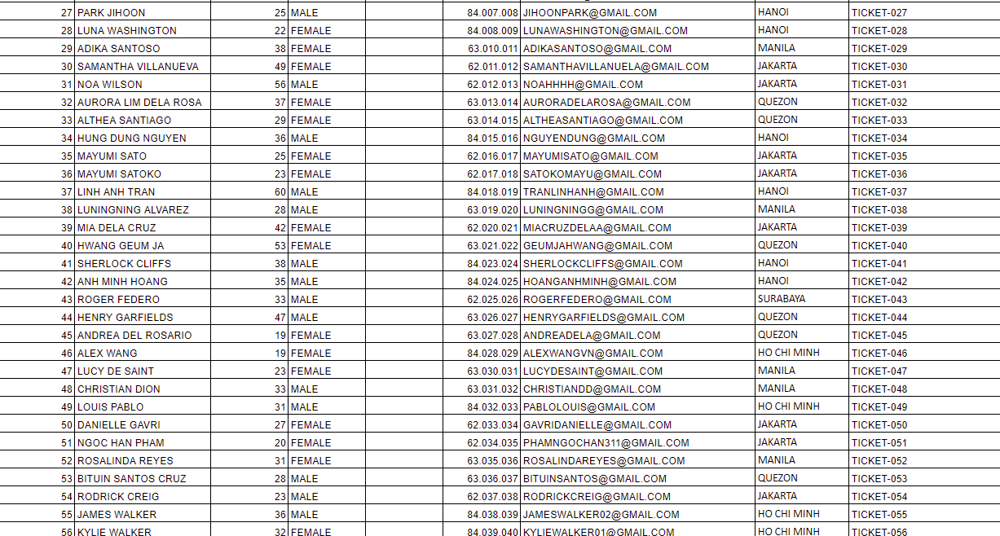 27 PARK JIHOON 25 MALE 84.007.008 JIHOONPARK@GMAIL.COM HANOI TICKET-027
28 LUNA WASHINGTON 22 FEMALE 84.008.009 LUNAWASHINGTON@GMAIL.COM HANOI TICKET-028
29 ADIKA SANTOSO 38 FEMALE 63.010.011 ADIKASANTOSO@GMAIL.COM MANILA TICKET-029
30 SAMANTHA VILLANUEVA 49 FEMALE 62.011.012 SAMANTHAVILLANUELA@GMAIL.COM JAKARTA TICKET-030
31 NOA WILSON 56 MALE 62.012.013 NOAHHHH@GMAIL.COM JAKARTA TICKET-031
32 AURORA LIM DELA ROSA 37 FEMALE 63.013.014 AURORADELAROSA@GMAIL.COM QUEZON TICKET-032
33 ALTHEA SANTIAGO 29 FEMALE 63.014.015 ALTHEASANTIAGO@GMAIL.COM QUEZON TICKET-033
34 HUNG DUNG NGUYEN 36 MALE 84.015.016 NGUYENDUNG@GMAIL.COM HANOI TICKET-034
35 MAYUMI SATO 25 FEMALE 62.016.017 MAYUMISATO@GMAIL.COM JAKARTA TICKET-035
36 MAYUMI SATOKO 23 FEMALE 62.017.018 SATOKOMAYU@GMAIL.COM JAKARTA TICKET-036
37 LINH ANH TRAN 60 MALE 84.018.019 TRANLINHANH@GMAIL.COM HANOI TICKET-037
38 LUNINGNING ALVAREZ 28 MALE 63.019.020 LUNINGNINGG@GMAIL.COM MANILA TICKET-038
39 MIA DELA CRUZ 42 FEMALE 62.020.021 MIACRUZDELAA@GMAIL.COM JAKARTA TICKET-039
40 HWANG GEUM JA 53 FEMALE 63.021.022 GEUMJAHWANG@GMAIL.COM QUEZON TICKET-040
41 SHERLOCK CLIFFS 38 MALE 84.023.024 SHERLOCKCLIFFS@GMAIL.COM HANOI TICKET-041
42 ANH MINH HOANG 35 MALE 84.024.025 HOANGANHMINH@GMAIL.COM HANOI TICKET-042
43 ROGER FEDERO 33 MALE 62.025.026 ROGERFEDERO@GMAIL.COM SURABAYA TICKET-043
44 HENRY GARFIELDS 47 MALE 63.026.027 HENRYGARFIELDS@GMAIL.COM QUEZON TICKET-044
45 ANDREA DEL ROSARIO 19 FEMALE 63.027.028 ANDREADELA@GMAIL.COM QUEZON TICKET-045
46 ALEX WANG 19 FEMALE 84.028.029 ALEXWANGVN@GMAIL.COM HO CHI MINH TICKET-046
47 LUCY DE SAINT 23 FEMALE 63.030.031 LUCYDESAINT@GMAIL.COM MANILA TICKET-047
48 CHRISTIAN DION 33 MALE 63.031.032 CHRISTIANDD@GMAIL.COM MANILA TICKET-048
49 LOUIS PABLO 31 MALE 84.032.033 PABLOLOUIS@GMAIL.COM HO CHI MINH TICKET-049
50 DANIELLE GAVRI 27 FEMALE 62.033.034 GAVRIDANIELLE@GMAIL.COM JAKARTA TICKET-050
51 NGOC HAN PHAM 20 FEMALE 62.034.035 PHAMNGOCHAN311@GMAIL.COM JAKARTA TICKET-051
52 ROSALINDA REYES 31 FEMALE 63.035.036 ROSALINDAREYES@GMAIL.COM MANILA TICKET-052
53 BITUIN SANTOS CRUZ 28 MALE 63.036.037 BITUINSANTOS@GMAIL.COM QUEZON TICKET-053
54 RODRICK CREIG 23 MALE 62.037.038 RODRICKCREIG@GMAIL.COM JAKARTA TICKET-054
55 JAMES WALKER 36 MALE 84.038.039 JAMESWALKER02@GMAIL.COM HO CHI MINH TICKET-055
56 KYLIE WALKER 32 FEMALE 84.039.040 KYLIEWALKER01@GMAIL.COM HO CHI MINH TICKET-056